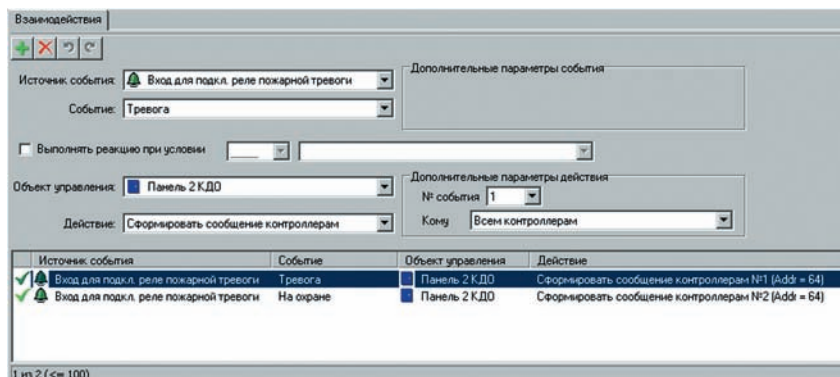 Взаимодействия
Источник события: Вход для подкл. реле пожарной тревоги
Дополнительные параметры события
Событие: Тревога
Выполнять реакцию при условии
Объект управления: Панель 2 КДО
Дополнительные параметры действия
№ события 1
Действие: Сформировать сообщение контроллерам
Кому Всем контроллерам
Источник события Событие Объект управления Действие
Вход для подкл. реле пожарной тревоги Тревога Панель 2 КДО Сформировать сообщение контроллерам №1 (Addr = 64)
Вход для подкл. реле пожарной тревоги На охране Панель 2 КДО Сформировать сообщение контроллерам №2 (Addr = 64)
1 из 2 (<= 100)